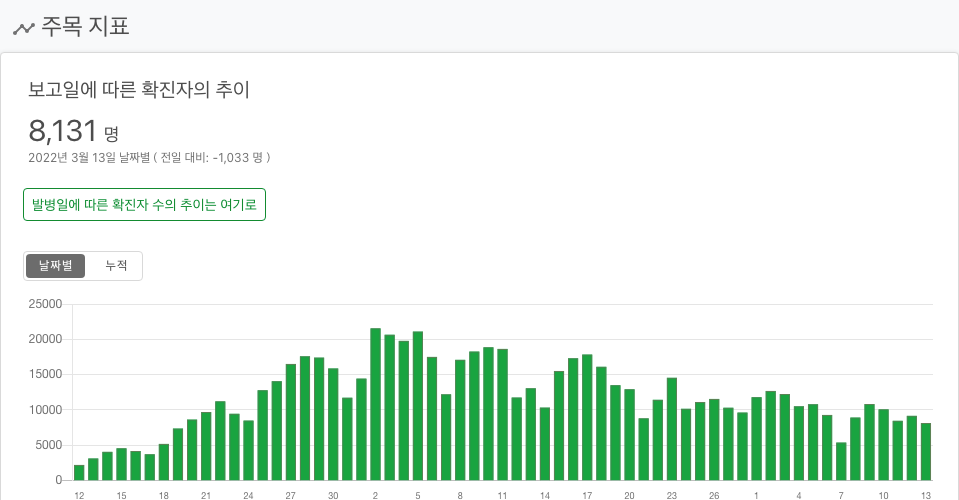 주목 지표
보고일에 따른 확진자의 추이
8,131 명
2022년 3월 13일 날짜별 ( 전일 대비: -1,033 명 )
발병일에 따른 확진자 수의 추이는 여기로
날짜별 누적
25000
20000
15000
10000
5000
0
12 15 18 21 24 27 30 2 5 8 11 14 17 20 23 26 1 4 7 10 13